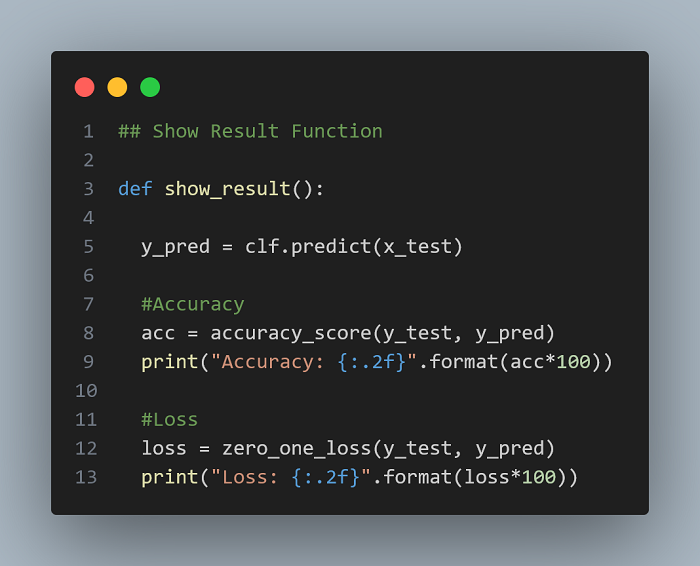 1 ## Show Result Function
2
3 def show_result():
4
5   y_pred = clf.predict(x_test)
6
7   #Accuracy
8   acc = accuracy_score(y_test, y_pred)
9   print("Accuracy: {:.2f}".format(acc*100))
10
11   #Loss
12   loss = zero_one_loss(y_test, y_pred)
13   print("Loss: {:.2f}".format(loss*100))